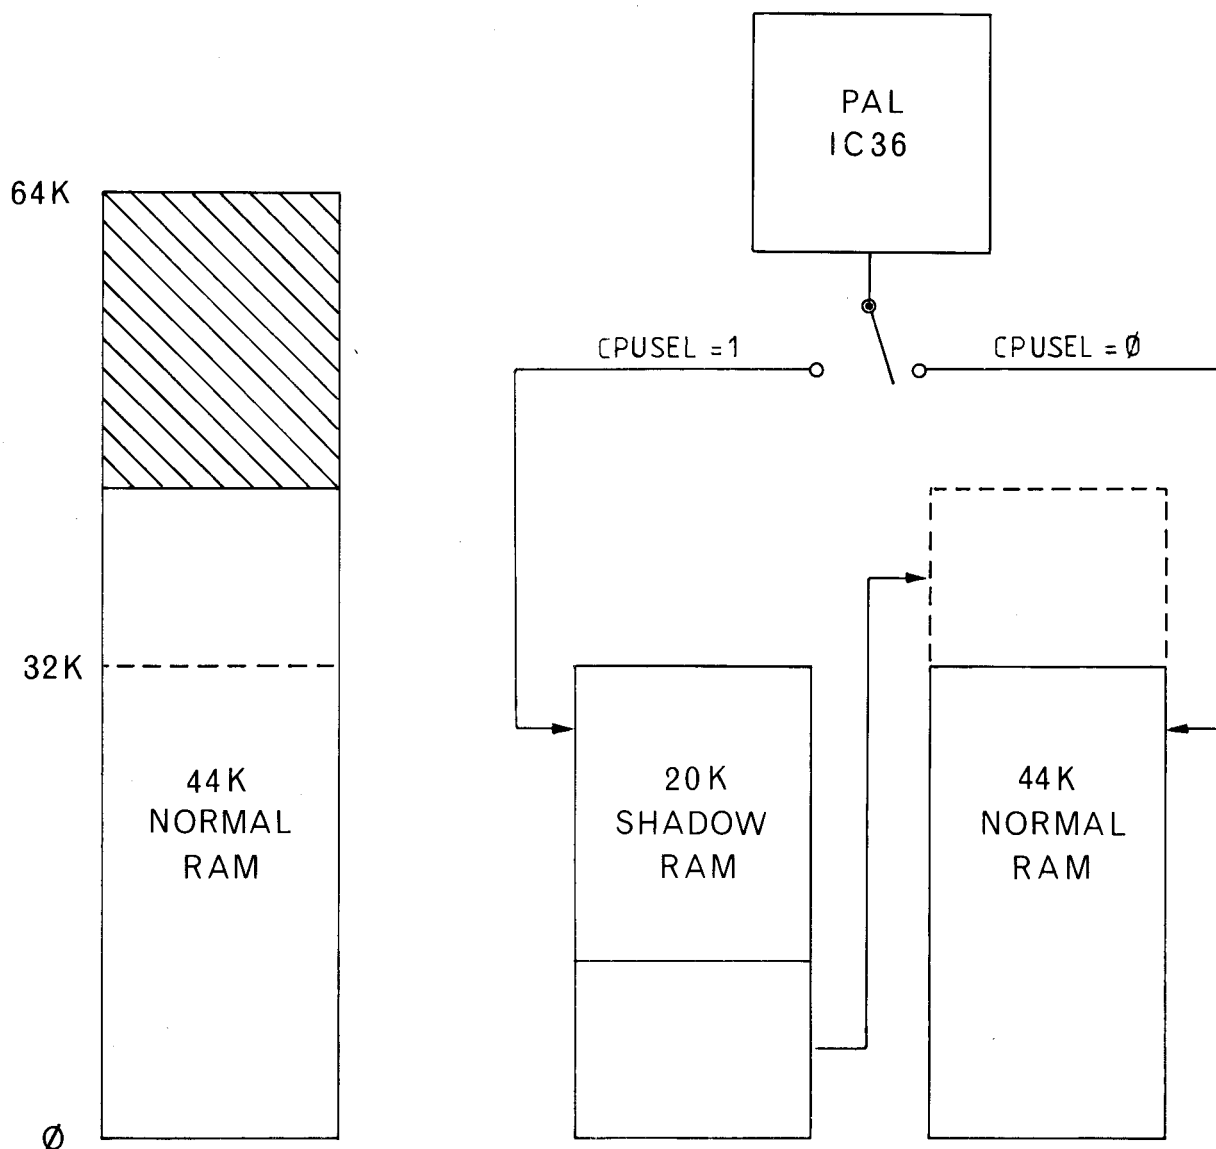 PAL
IC36
64K
CPUSEL = 1
CPUSEL = Ø
32K
44K
NORMAL
RAM
20K
SHADOW
RAM
44K
NORMAL
RAM
Ø